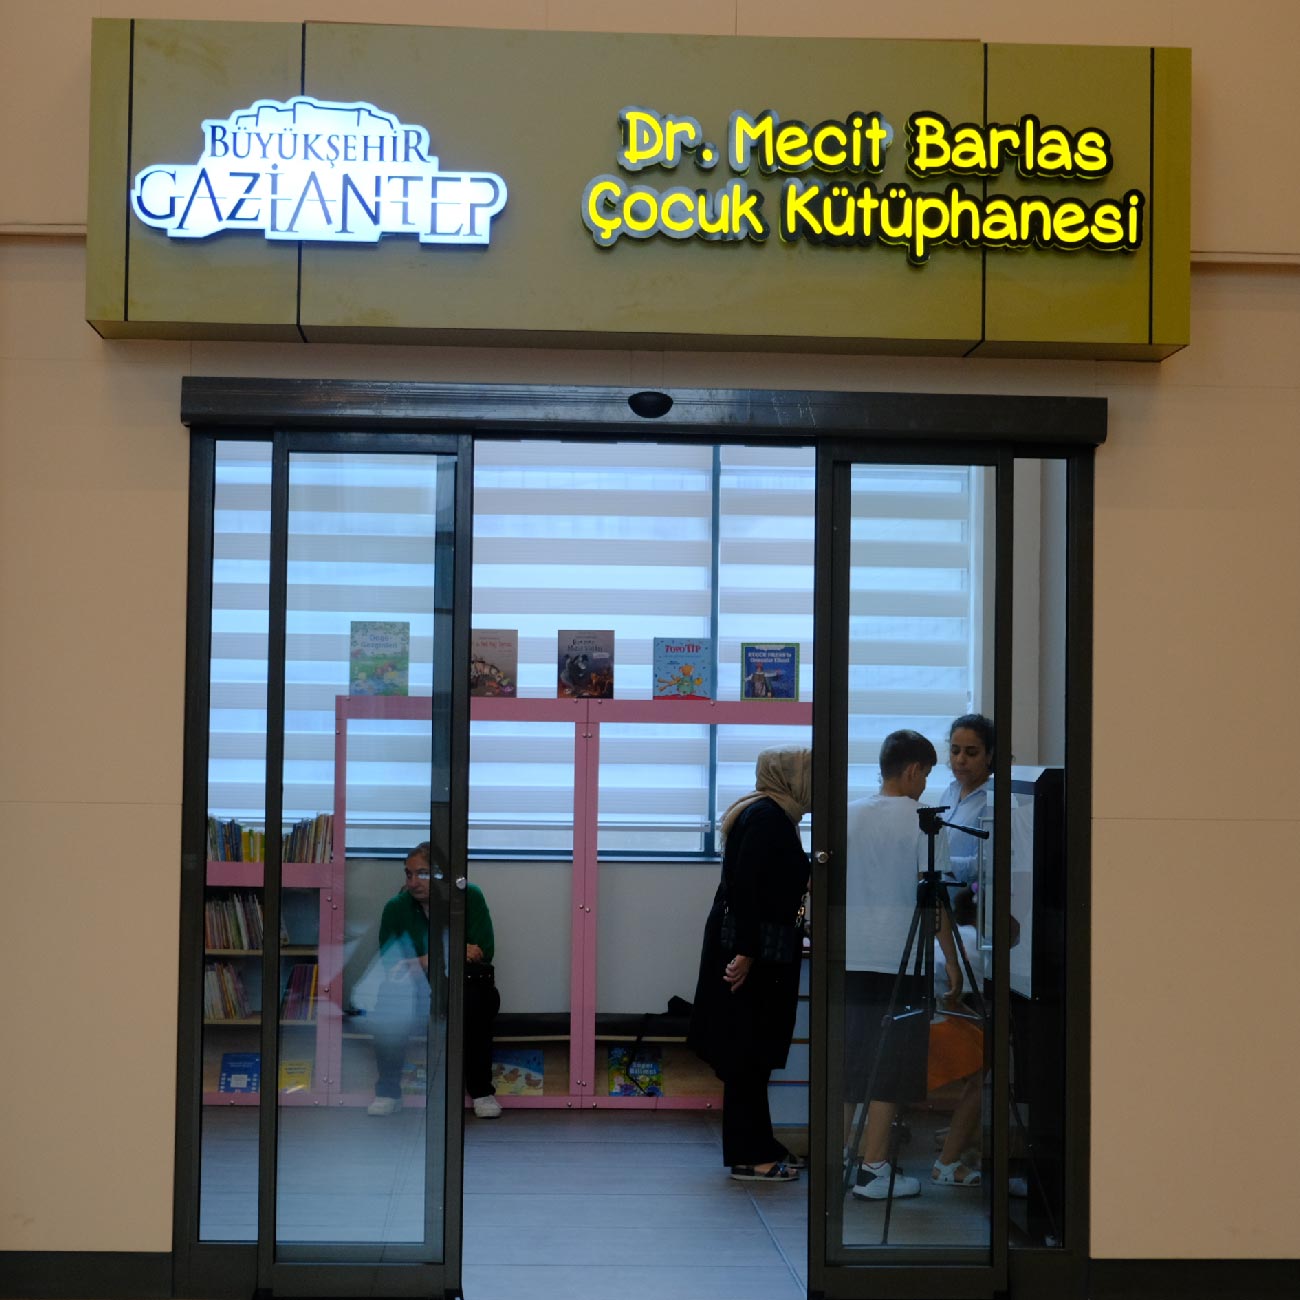 BÜYÜKŞEHİR
GAZİANTEP
Dr. Mecit Barlas
Çocuk Kütüphanesi